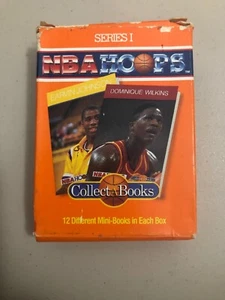 SERIES I
NBA HOOPS
DOMINIQUE WILKINS
Collect A Books
12 Different Mini-Books in Each Box